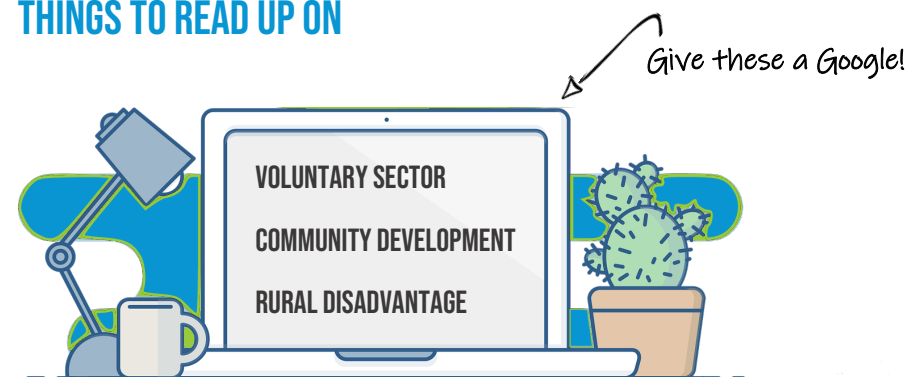 THINGS TO READ UP ON
Give these a Google!
VOLUNTARY SECTOR
COMMUNITY DEVELOPMENT
RURAL DISADVANTAGE